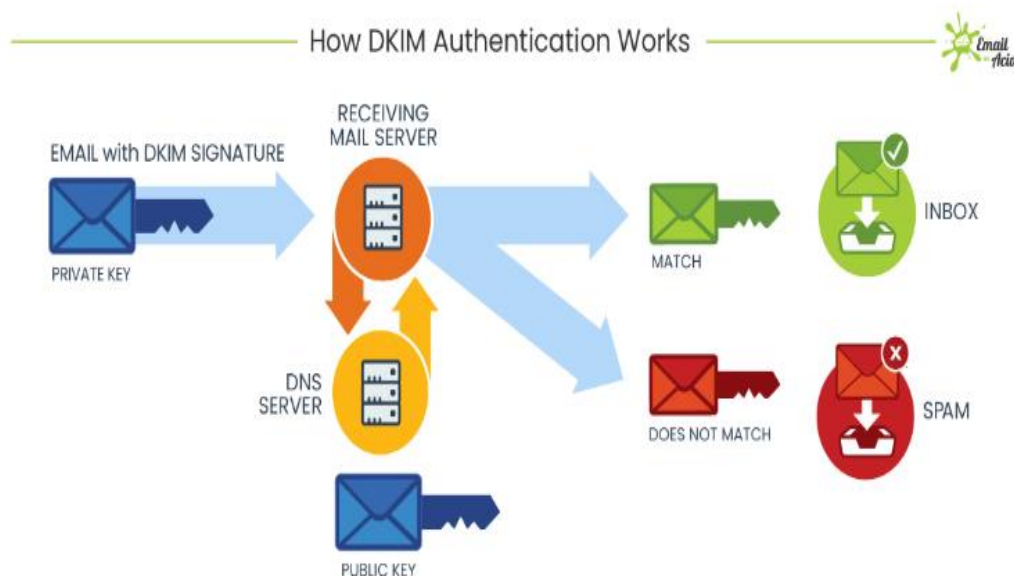 How DKIM Authentication Works
Email
Acid
RECEIVING
MAIL SERVER
EMAIL with DKIM SIGNATURE
PRIVATE KEY
MATCH
INBOX
DNS
SERVER
DOES NOT MATCH
SPAM
PUBLIC KEY